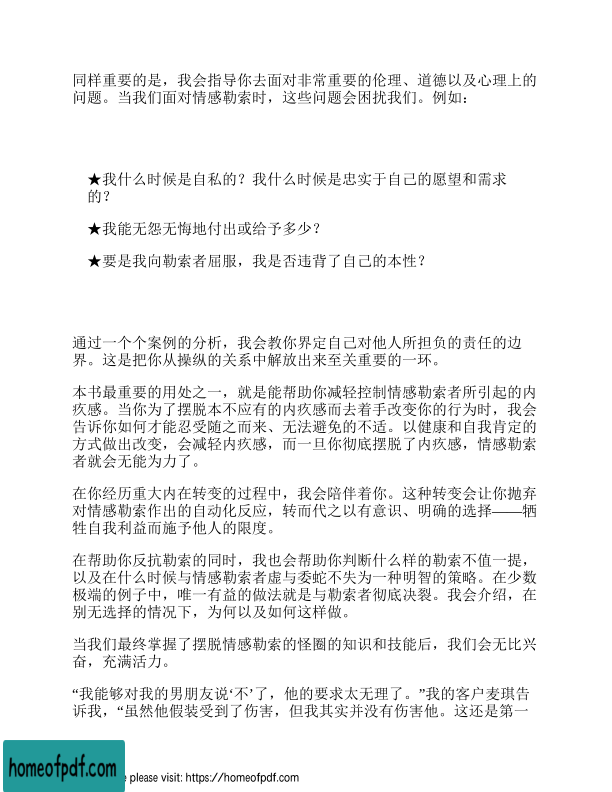 同样重要的是，我会指导你去面对非常重要的伦理、道德以及心理上的
问题。当我们面对情感勒索时，这些问题会困扰我们。例如：
★我什么时候是自私的？我什么时候是忠实于自己的愿望和需求
的？
★我能无怨无悔地付出或给予多少？
★要是我向勒索者屈服，我是否违背了自己的本性？
通过一个个案例的分析，我会教你界定自己对他人所担负的责任的边
界。这是把你从操纵的关系中解放出来至关重要的一环。
本书最重要的用处之一，就是能帮助你减轻控制情感勒索者所引起的内
疚感。当你为了摆脱本不应有的内疚感而去着手改变你的行为时，我会
告诉你如何才能忍受随之而来、无法避免的不适。以健康和自我肯定的
方式做出改变，会减轻内疚感，而一旦你彻底摆脱了内疚感，情感勒索
者就会无能为力了。
在你经历重大内在转变的过程中，我会陪伴着你。这种转变会让你抛弃
对情感勒索作出的自动化反应，转而代之以有意识、明确的选择——牺
牲自我利益而施予他人的限度。
在帮助你反抗勒索的同时，我也会帮助你判断什么样的勒索不值一提，
以及在什么时候与情感勒索者虚与委蛇不失为一种明智的策略。在少数
极端的例子中，唯一有益的做法就是与勒索者彻底决裂。我会介绍，在
别无选择的情况下，为何以及如何这样做。
当我们最终掌握了摆脱情感勒索的怪圈的知识和技能后，我们会无比兴
奋，充满活力。
“我能够对我的男朋友说‘不’了，他的要求太无理了。”我的客户麦琪告
诉我，“虽然他假装受到了伤害，但我其实并没有伤害他。这还是第一
homeofpdf.com
e please visit: https://homeofpdf.com